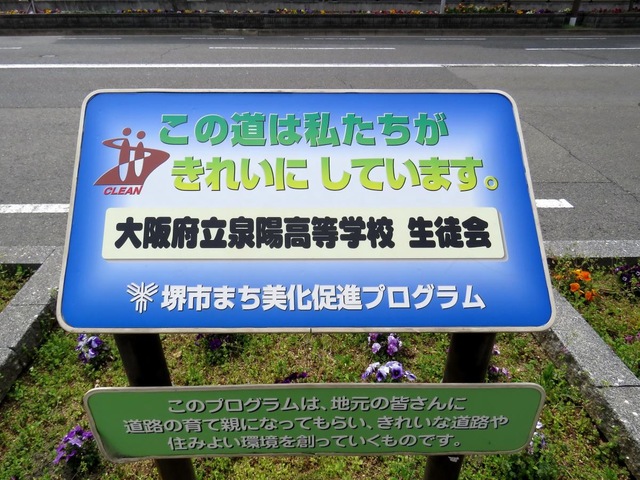 この道は私たちが
きれいにしています。
CLEAN
大阪府立泉陽高等学校 生徒会
堺市まち美化促進プログラム
このプログラムは、地元の皆さんに
道路の育て親になってもらい、きれいな道路や
住みよい環境を創っていくものです。